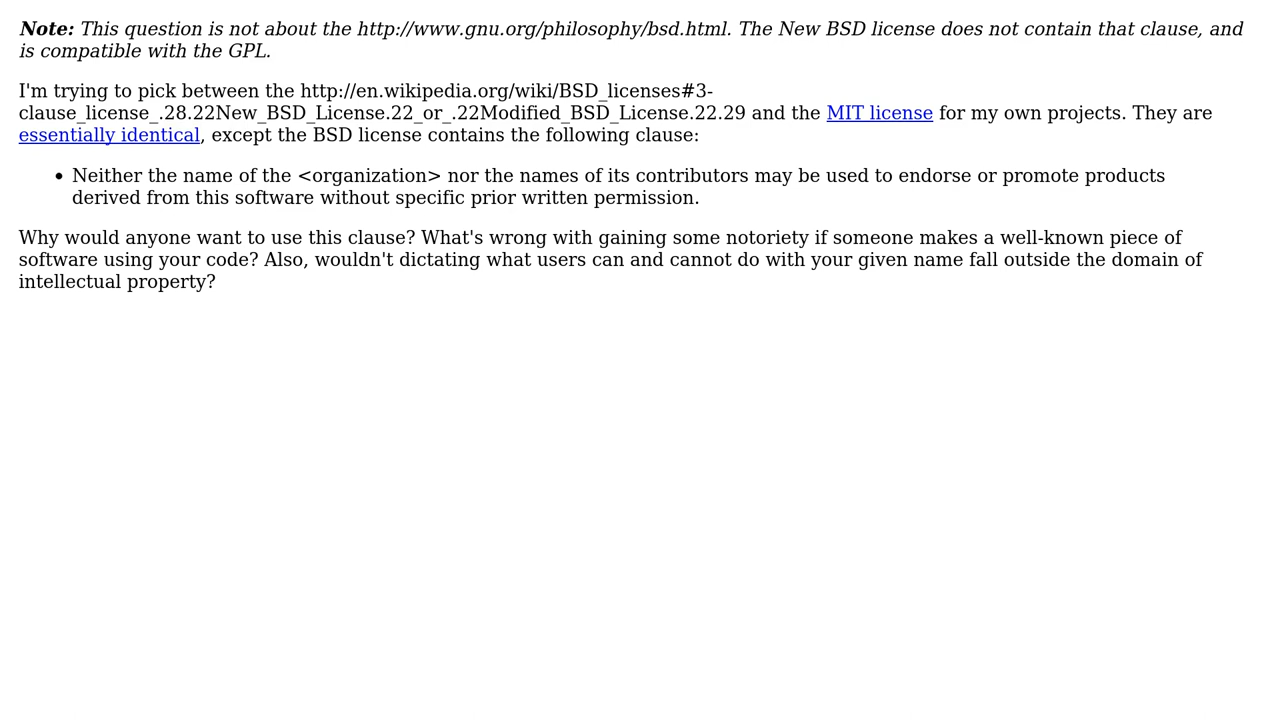 Note: This question is not about the http://www.gnu.org/philosophy/bsd.html. The New BSD license does not contain that clause, and
is compatible with the GPL.
I'm trying to pick between the http://en.wikipedia.org/wiki/BSD_licenses#3-
clause_license_.28.22New_BSD_License.22_or_.22Modified_BSD_License.22.29 and the MIT license for my own projects. They are
essentially identical, except the BSD license contains the following clause:
• Neither the name of the <organization> nor the names of its contributors may be used to endorse or promote products
derived from this software without specific prior written permission.
Why would anyone want to use this clause? What's wrong with gaining some notoriety if someone makes a well-known piece of
software using your code? Also, wouldn't dictating what users can and cannot do with your given name fall outside the domain of
intellectual property?